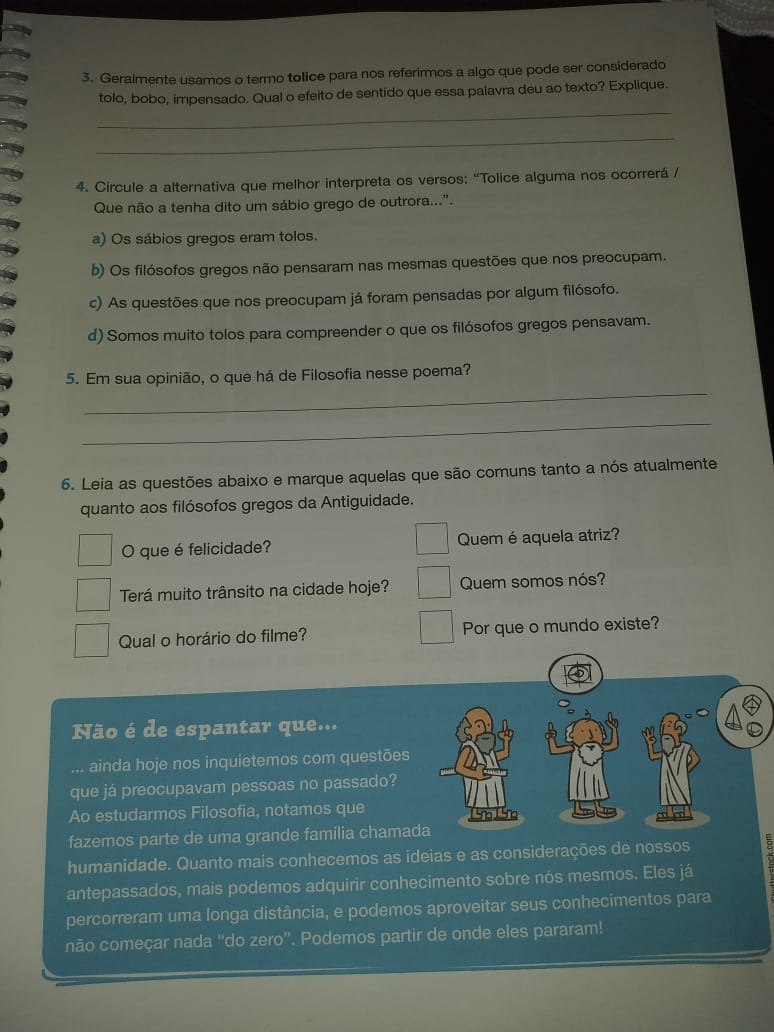 3. Geralmente usamos o termo tolice para nos referirmos a algo que pode ser considerado
tolo, bobo, impensado. Qual o efeito de sentido que essa palavra deu ao texto? Explique.
4. Circule a alternativa que melhor interpreta os versos: “Tolice alguma nos ocorrerá /
Que não a tenha dito um sábio grego de outrora...”.
a) Os sábios gregos eram tolos.
b) Os filósofos gregos não pensaram nas mesmas questões que nos preocupam.
c) As questões que nos preocupam já foram pensadas por algum filósofo.
d) Somos muito tolos para compreender o que os filósofos gregos pensavam.
5. Em sua opinião, o que há de Filosofia nesse poema?
6. Leia as questões abaixo e marque aquelas que são comuns tanto a nós atualmente
quanto aos filósofos gregos da Antiguidade.
O que é felicidade?
Quem é aquela atriz?
Terá muito trânsito na cidade hoje?
Quem somos nós?
Qual o horário do filme?
Por que o mundo existe?
Não é de espantar que...
... ainda hoje nos inquietemos com questões
que já preocupavam pessoas no passado?
Ao estudarmos Filosofia, notamos que
fazemos parte de uma grande família chamada
humanidade. Quanto mais conhecemos as ideias e as considerações de nossos
antepassados, mais podemos adquirir conhecimento sobre nós mesmos. Eles já
percorreram uma longa distância, e podemos aproveitar seus conhecimentos para
não começar nada “do zero”. Podemos partir de onde eles pararam!